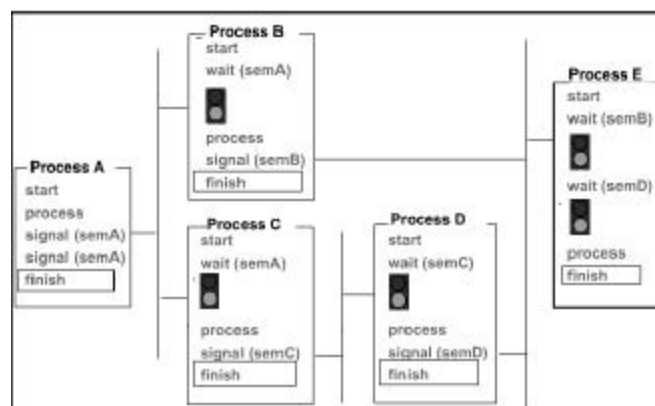 Process A
start
process
signal (semA)
signal (semA)
finish
Process B
start
wait (semA)
process
signal (semB)
finish
Process C
start
wait (semA)
process
signal (semC)
finish
Process D
start
wait (semC)
process
signal (semD)
finish
Process E
start
wait (semB)
wait (semD)
process
finish